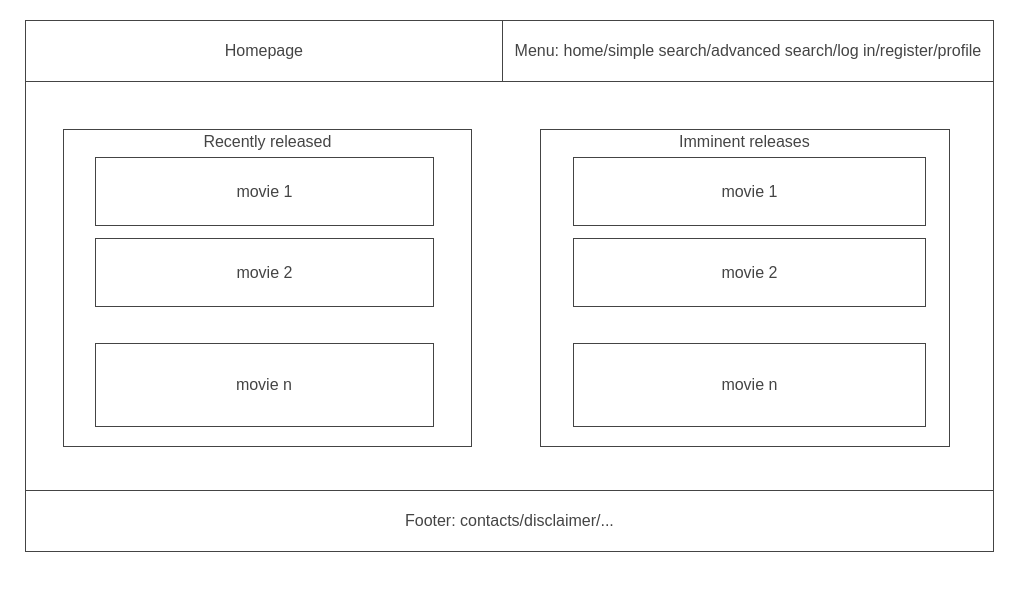 Homepage
Menu: home/simple search/advanced search/log in/register/profile
Recently released
movie 1
movie 2
movie n
Imminent releases
movie 1
movie 2
movie n
Footer: contacts/disclaimer/...